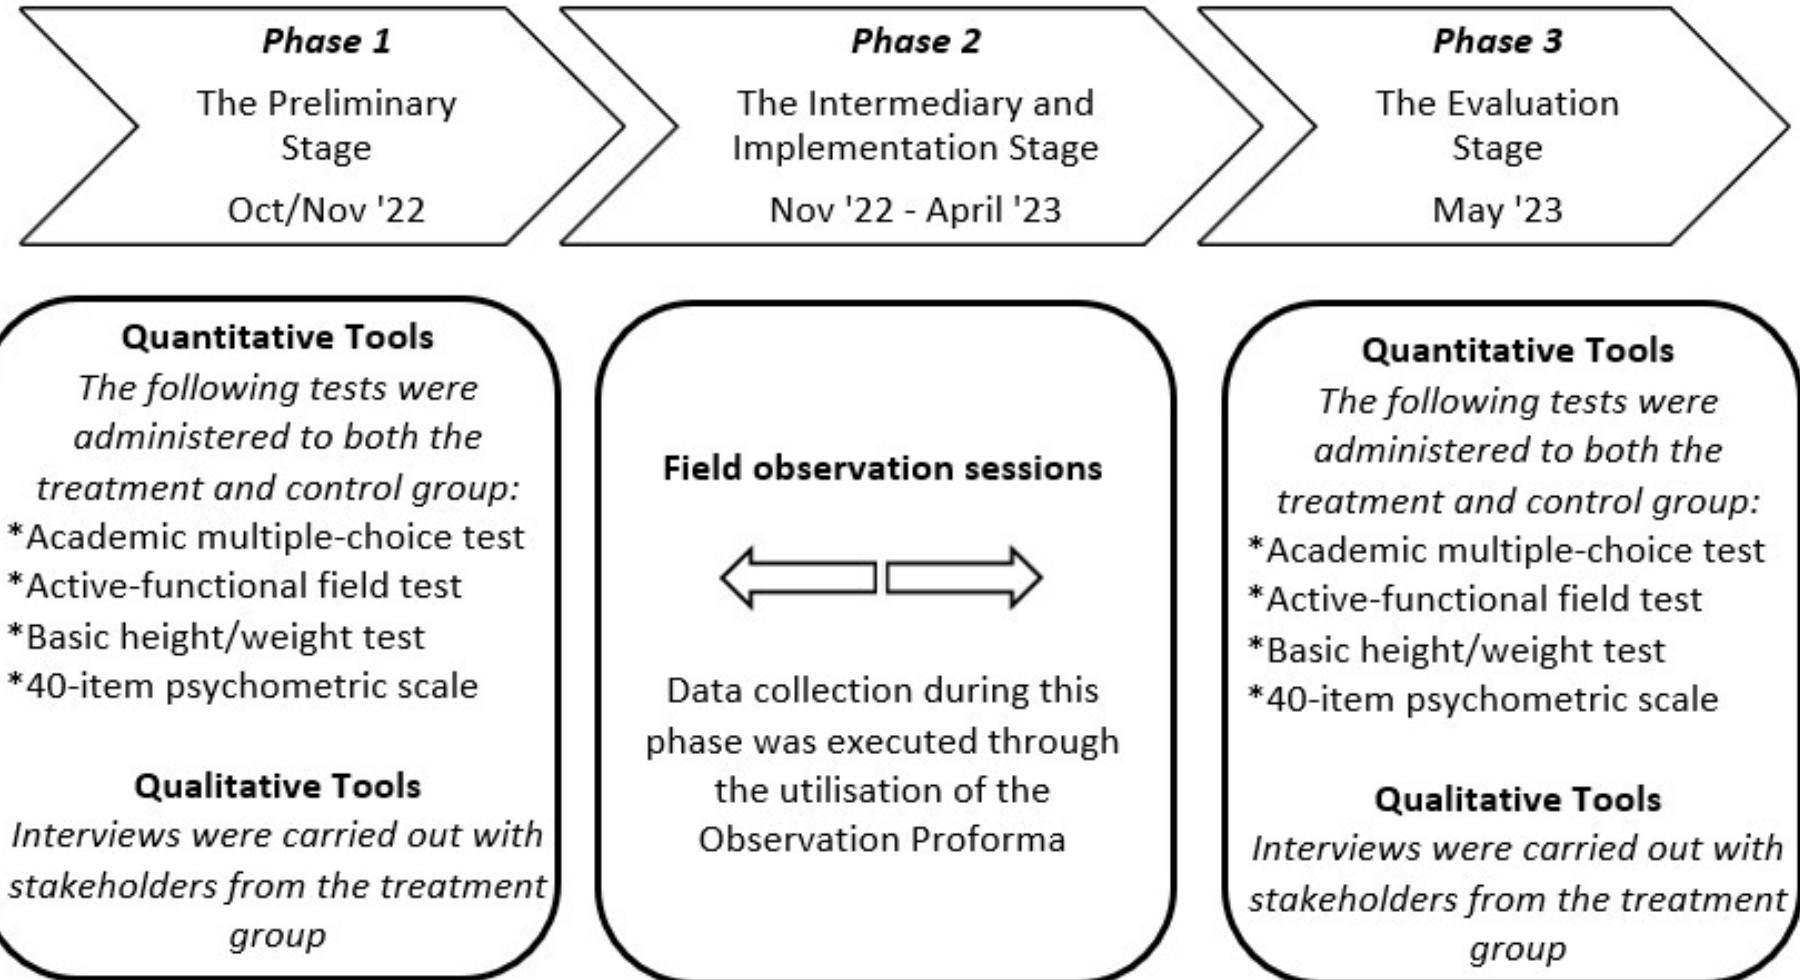 Phase 1
The Preliminary
Stage
Oct/Nov '22
Phase 2
The Intermediary and
Implementation Stage
Nov '22 - April '23
Phase 3
The Evaluation
Stage
May '23
Quantitative Tools
The following tests were
administered to both the
treatment and control group:
*Academic multiple-choice test
*Active-functional field test
*Basic height/weight test
*40-item psychometric scale
Qualitative Tools
Interviews were carried out with
stakeholders from the treatment
group
Field observation sessions
Data collection during this
phase was executed through
the utilisation of the
Observation Proforma
Quantitative Tools
The following tests were
administered to both the
treatment and control group:
*Academic multiple-choice test
*Active-functional field test
*Basic height/weight test
*40-item psychometric scale
Qualitative Tools
Interviews were carried out with
stakeholders from the treatment
group